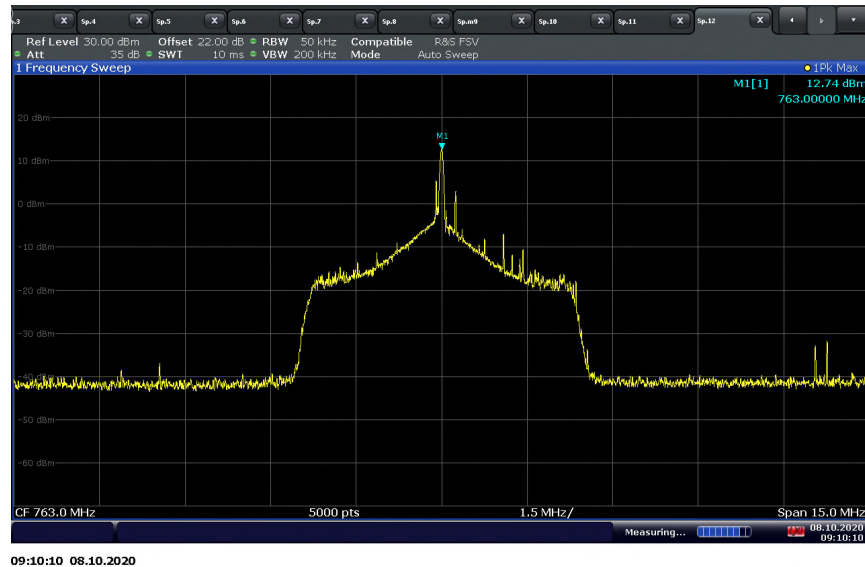 .3 X Sp.4 X Sp.5 X Sp.6 X Sp.7 X Sp.8 X Sp.m9 X Sp.10 X Sp.11 X Sp.12 X
Ref Level 30.00 dBm Offset 22.00 dB RBW 50 kHz Compatible R&S FSV
Att 35 dB SWT 10 ms VBW 200 kHz Mode Auto Sweep
1 Frequency Sweep 1Pk Max
M1[1] 12.74 dBm
763.00000 MHz
20 dBm
M1
10 dBm
0 dBm
-10 dBm
-20 dBm
-30 dBm
-40 dBm
-50 dBm
-60 dBm
CF 763.0 MHz 5000 pts 1.5 MHz/ Span 15.0 MHz
Measuring... 08.10.2020
09:10:10
09:10:10 08.10.2020